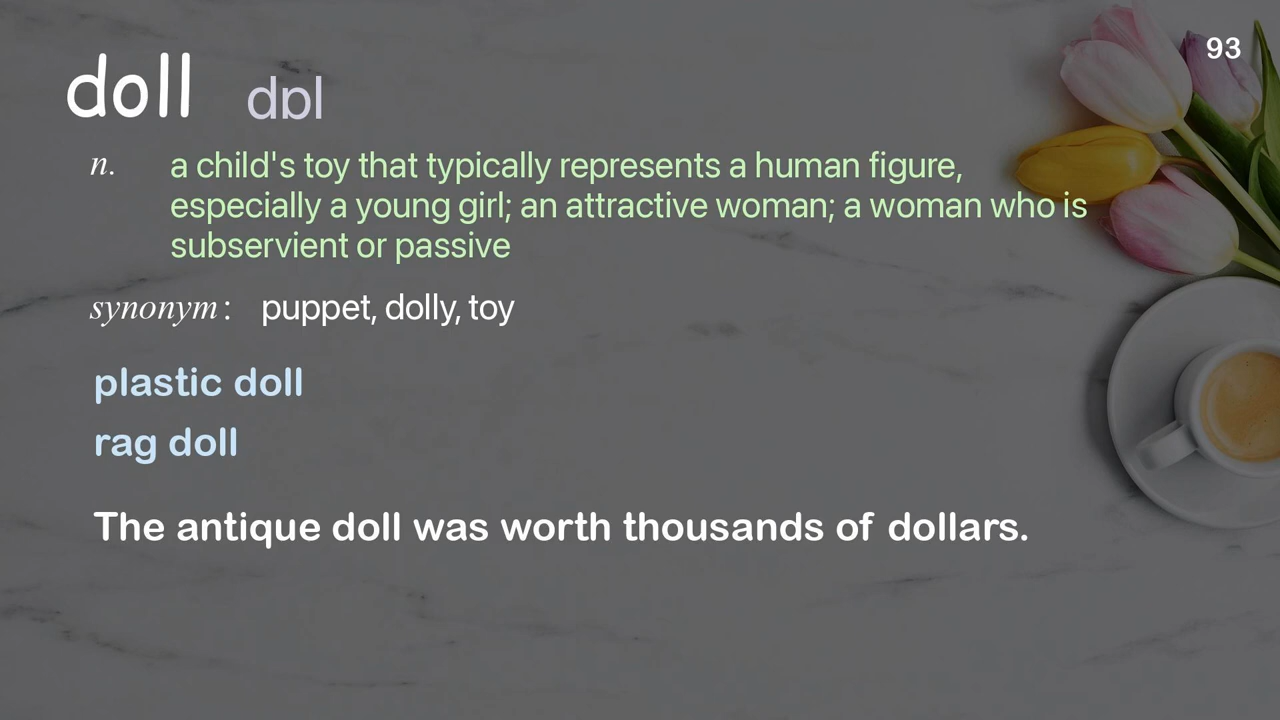 93
doll dɒl
n. a child's toy that typically represents a human figure,
especially a young girl; an attractive woman; a woman who is
subservient or passive
synonym: puppet, dolly, toy
plastic doll
rag doll
The antique doll was worth thousands of dollars.